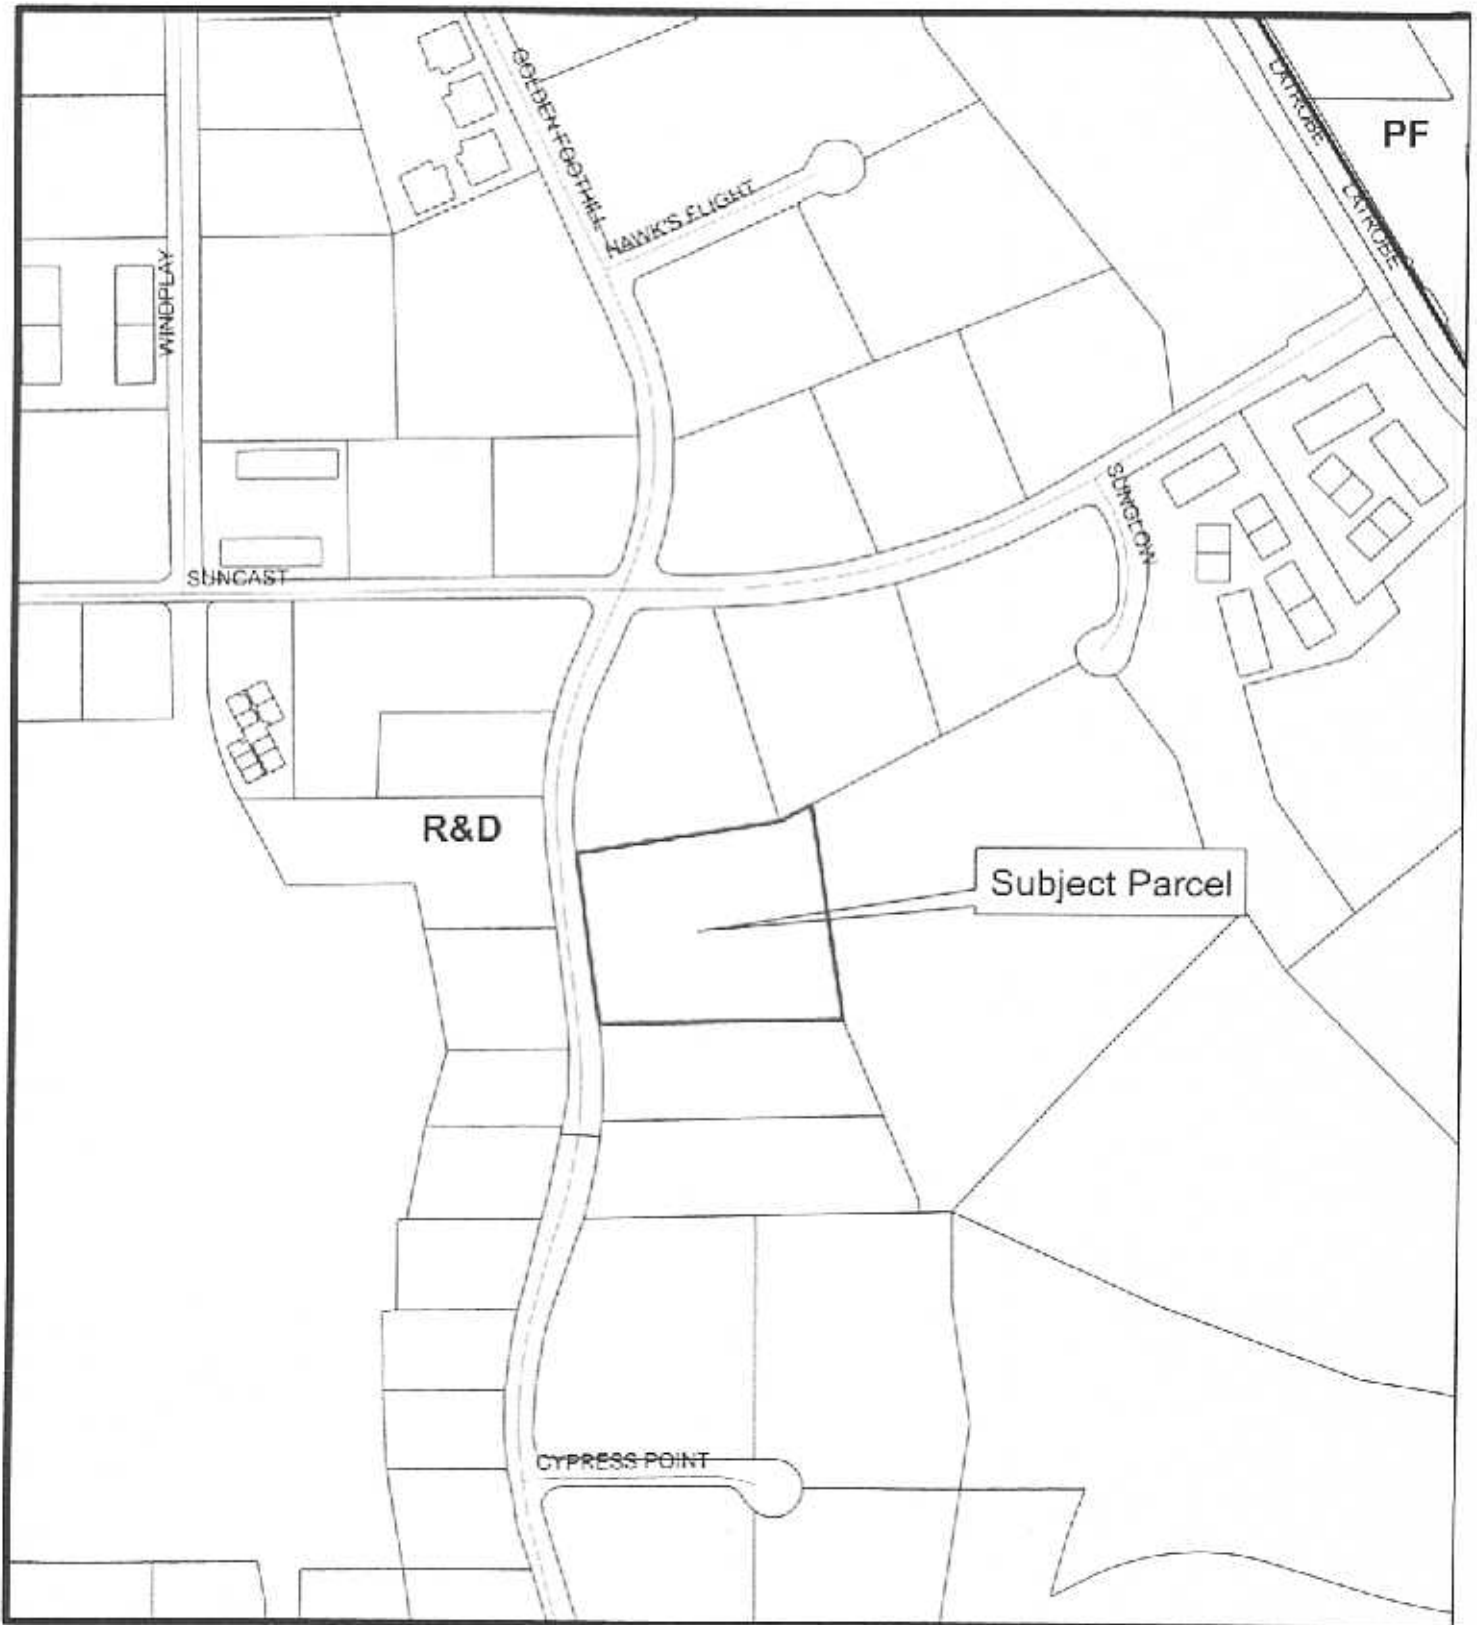 GOLDEN FOOTHILL
LATROBE
PF
HAWK'S FLIGHT
LATROBE
WINDPLAY
SUNGLOW
SUNCAST
R&D
Subject Parcel
CYPRESS POINT